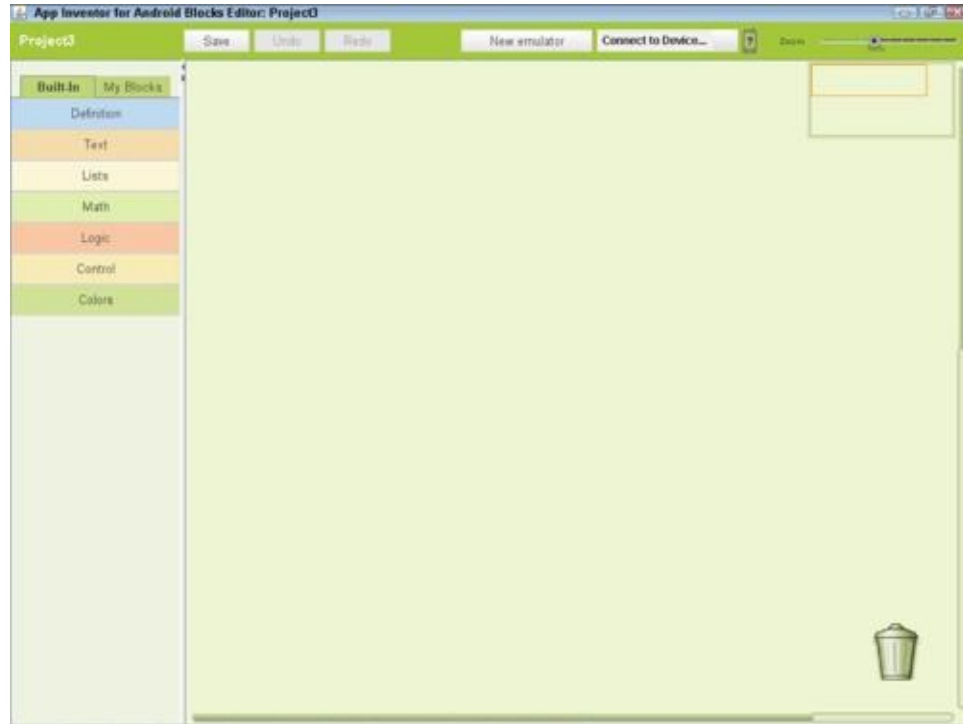 App Inventor for Android Blocks Editor: Project3
Project3
Save
Undo
Redo
New emulator
Connect to Device...
?
Zoom
Built-In
My Blocks
Definition
Text
Lists
Math
Logic
Control
Colors